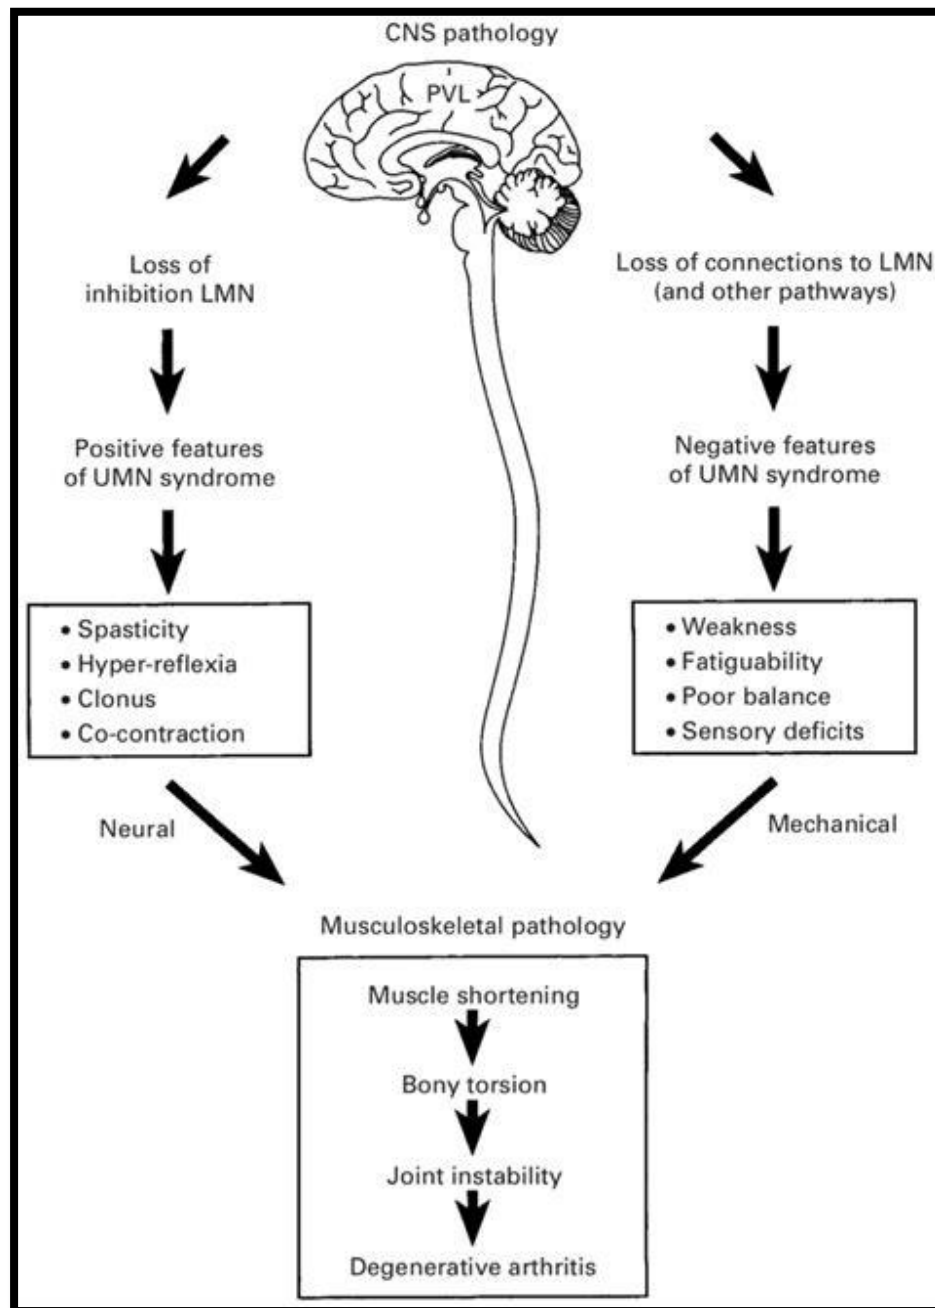 CNS pathology
PVL
Loss of
inhibition LMN
Positive features
of UMN syndrome
• Spasticity
• Hyper-reflexia
• Clonus
• Co-contraction
Neural
Loss of connections to LMN
(and other pathways)
Negative features
of UMN syndrome
• Weakness
• Fatiguability
• Poor balance
• Sensory deficits
Mechanical
Musculoskeletal pathology
Muscle shortening
Bony torsion
Joint instability
Degenerative arthritis